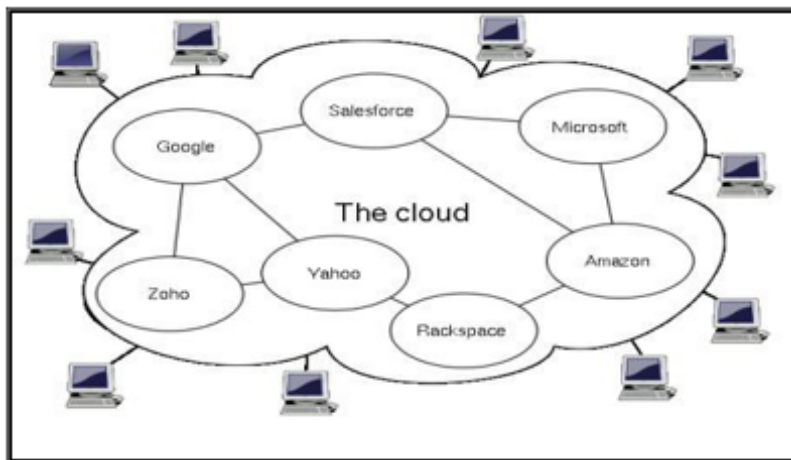 Salesforce
Microsoft
Google
The cloud
Amazon
Yahoo
Zoho
Rackspace